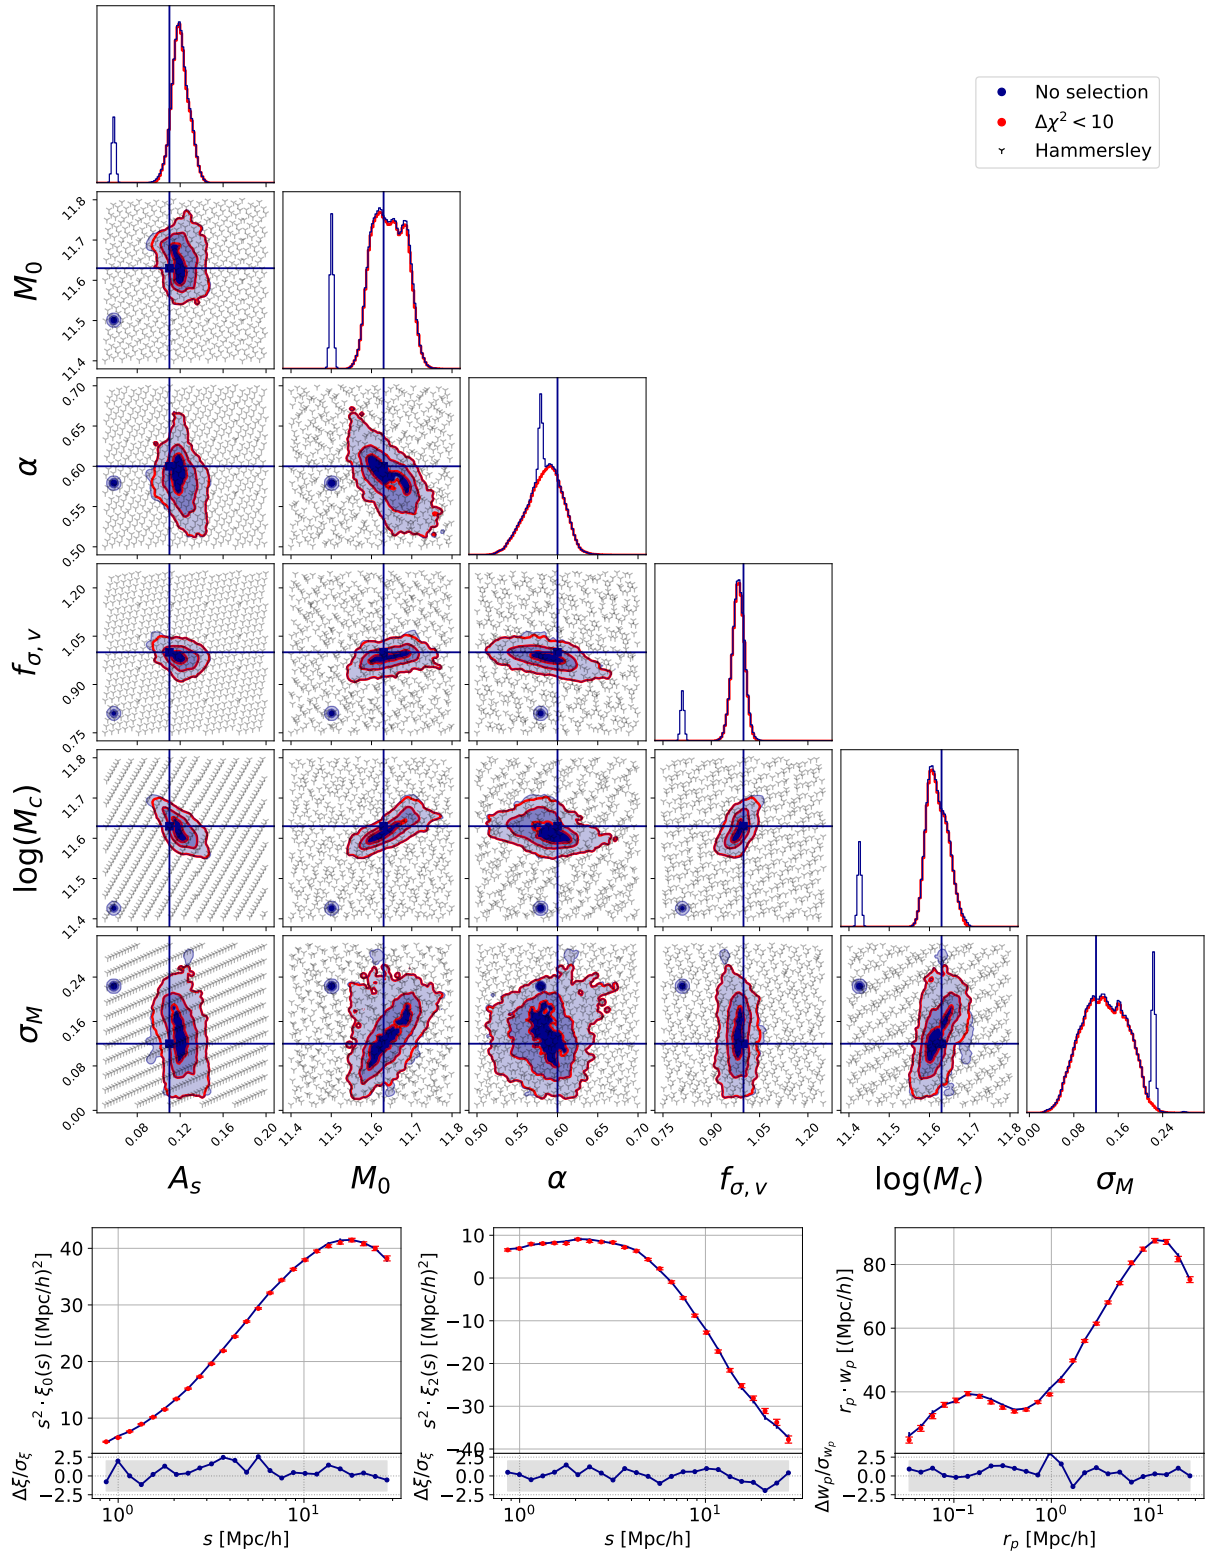 No selection
Δχ² < 10
Hammersley
M₀
11.8
11.7
11.6
11.5
11.4
α
0.70
0.65
0.60
0.55
0.50
f_{σ, v}
1.20
1.05
0.90
0.75
log(M_c)
11.8
11.7
11.6
11.5
11.4
σ_M
0.24
0.16
0.08
0.00
0.08 0.12 0.16 0.20
11.4 11.5 11.6 11.7 11.8
0.50 0.55 0.60 0.65 0.70
0.75 0.90 1.05 1.20
11.4 11.5 11.6 11.7 11.8
0.00 0.08 0.16 0.24
A_s M₀ α f_{σ, v} log(M_c) σ_M
s² · ξ₀(s) [(Mpc/h)²]
40
30
20
10
Δξ/σ_ξ
2.5
0.0
−2.5
10⁰ 10¹
s [Mpc/h]
s² · ξ₂(s) [(Mpc/h)²]
10
0
−10
−20
−30
−40
Δξ/σ_ξ
2.5
0.0
−2.5
10⁰ 10¹
s [Mpc/h]
r_p · w_p [(Mpc/h)]
80
60
40
Δw_p/σ_{w_p}
2.5
0.0
−2.5
10⁻¹ 10⁰ 10¹
r_p [Mpc/h]